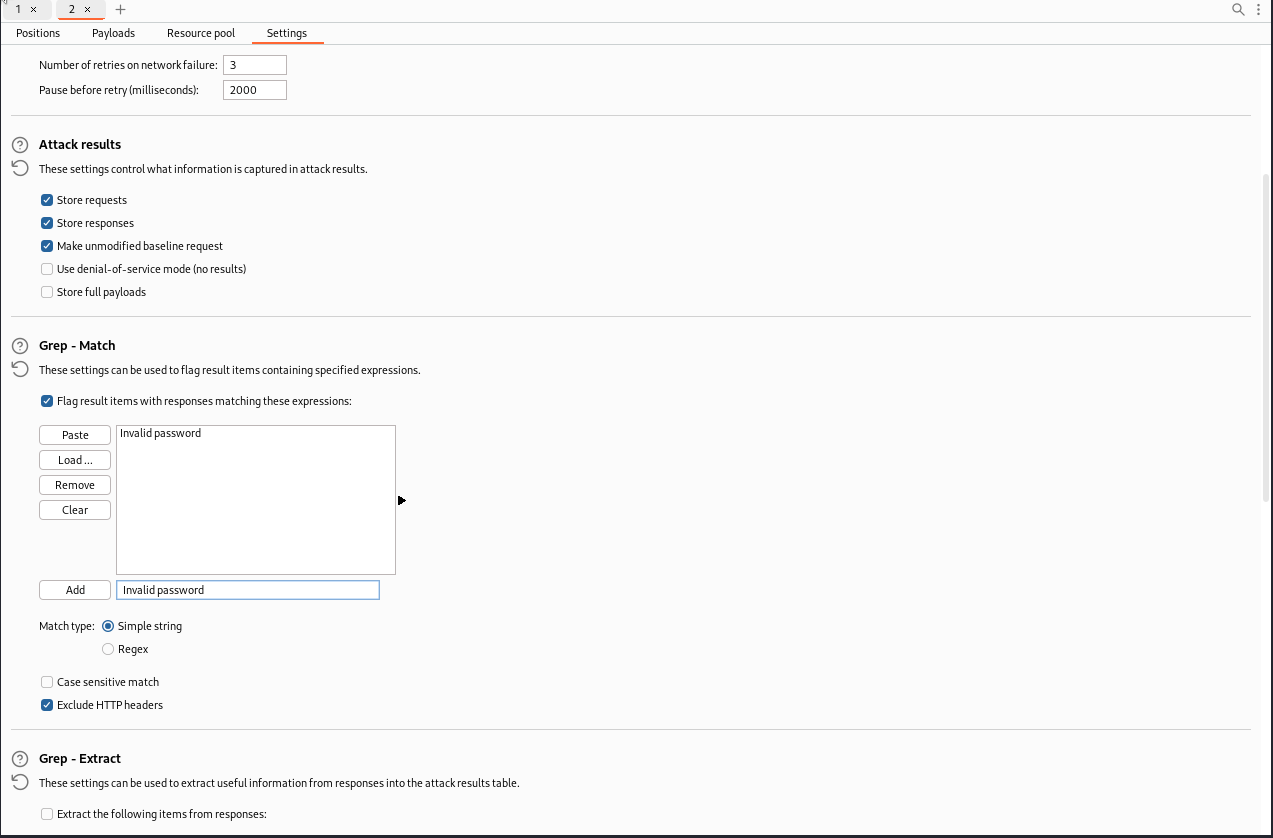 1 × 2 × +
Positions Payloads Resource pool Settings
Number of retries on network failure: 3
Pause before retry (milliseconds): 2000
Attack results
These settings control what information is captured in attack results.
Store requests
Store responses
Make unmodified baseline request
Use denial-of-service mode (no results)
Store full payloads
Grep - Match
These settings can be used to flag result items containing specified expressions.
Flag result items with responses matching these expressions:
Paste
Load ...
Remove
Clear
Invalid password
Add Invalid password
Match type: Simple string
Regex
Case sensitive match
Exclude HTTP headers
Grep - Extract
These settings can be used to extract useful information from responses into the attack results table.
Extract the following items from responses: